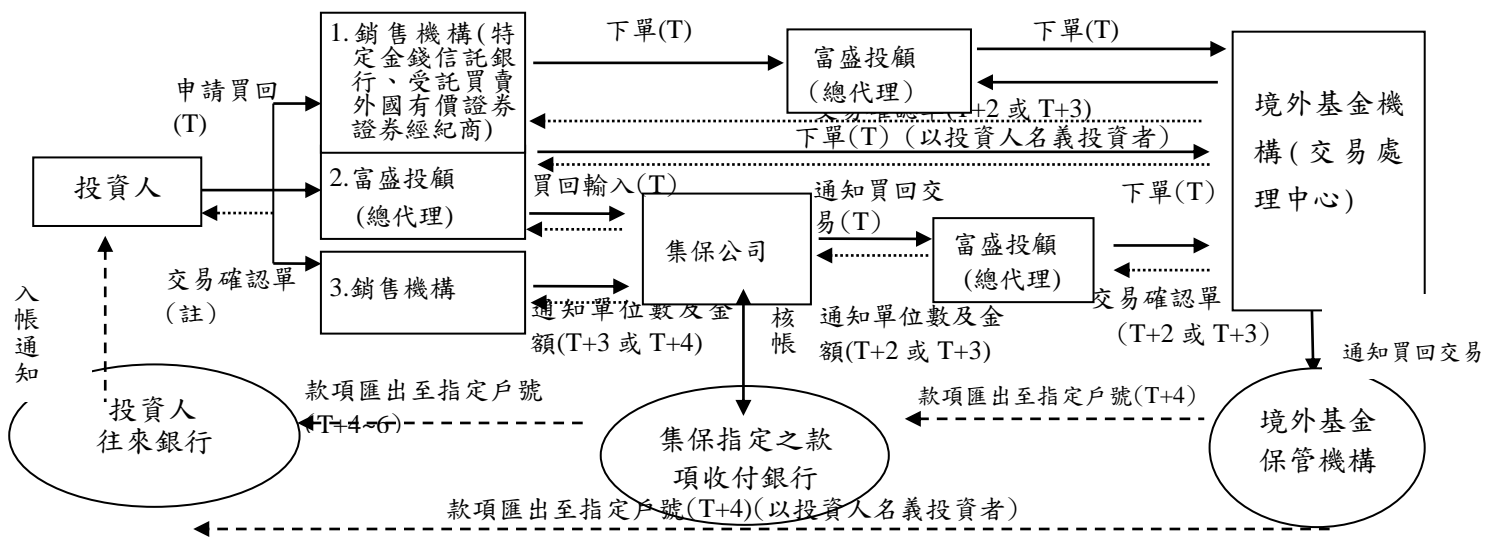 申請買回
(T)
1.銷售機構(特
定金錢信託銀
行、受託買賣
外國有價證券
證券經紀商)
下單(T)
富盛投顧
(總代理)
下單(T)
交易確認單(T+2 或 T+3)
下單(T)（以投資人名義投資者）
境外基金機
構(交易處
理中心)
投資人
2.富盛投顧
(總代理)
買回輸入(T)
集保公司
通知買回交
易(T)
富盛投顧
(總代理)
下單(T)
交易確認單
（註）
3.銷售機構
通知單位數及金
額(T+3 或 T+4)
核
帳
通知單位數及金
額(T+2 或 T+3)
交易確認單
（T+2 或 T+3）
入
帳
通
知
通知買回交易
投資人
往來銀行
款項匯出至指定戶號
(T+4~6)
集保指定之款
項收付銀行
款項匯出至指定戶號(T+4)
境外基金
保管機構
款項匯出至指定戶號(T+4)(以投資人名義投資者）